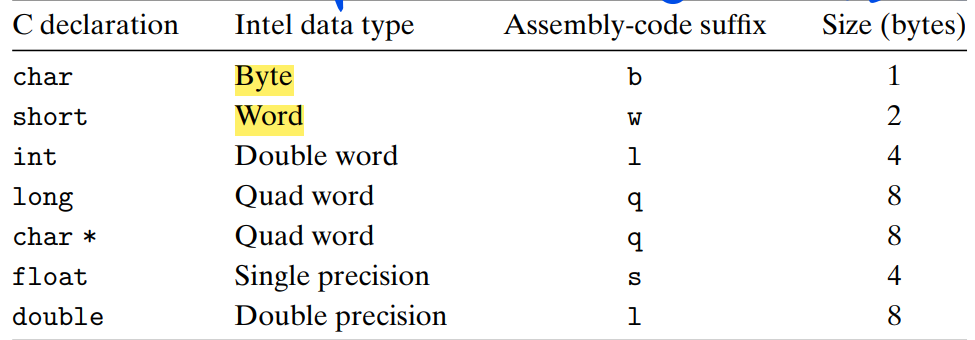 C declaration Intel data type Assembly-code suffix Size (bytes)
char Byte b 1
short Word w 2
int Double word l 4
long Quad word q 8
char * Quad word q 8
float Single precision s 4
double Double precision l 8